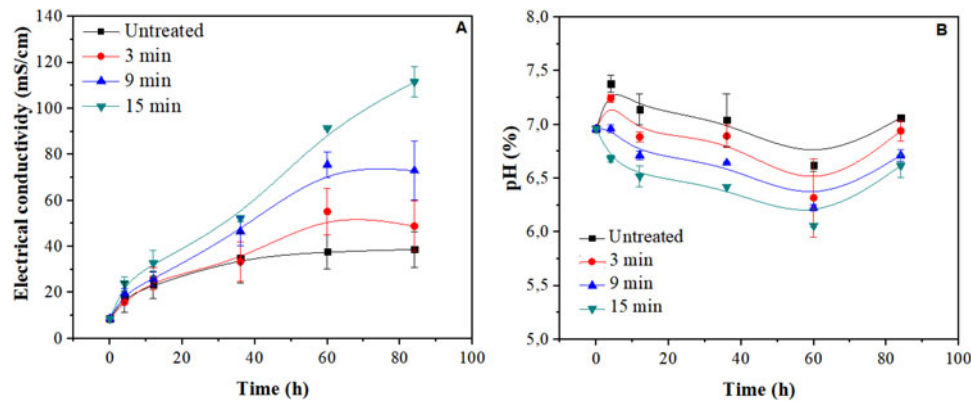 Electrical conductividy (mS/cm)
140
120
100
80
60
40
20
0
Untreated
3 min
9 min
15 min
A
0 20 40 60 80 100
Time (h)
pH (%)
8,0
7,5
7,0
6,5
6,0
5,5
5,0
B
Untreated
3 min
9 min
15 min
0 20 40 60 80 100
Time (h)